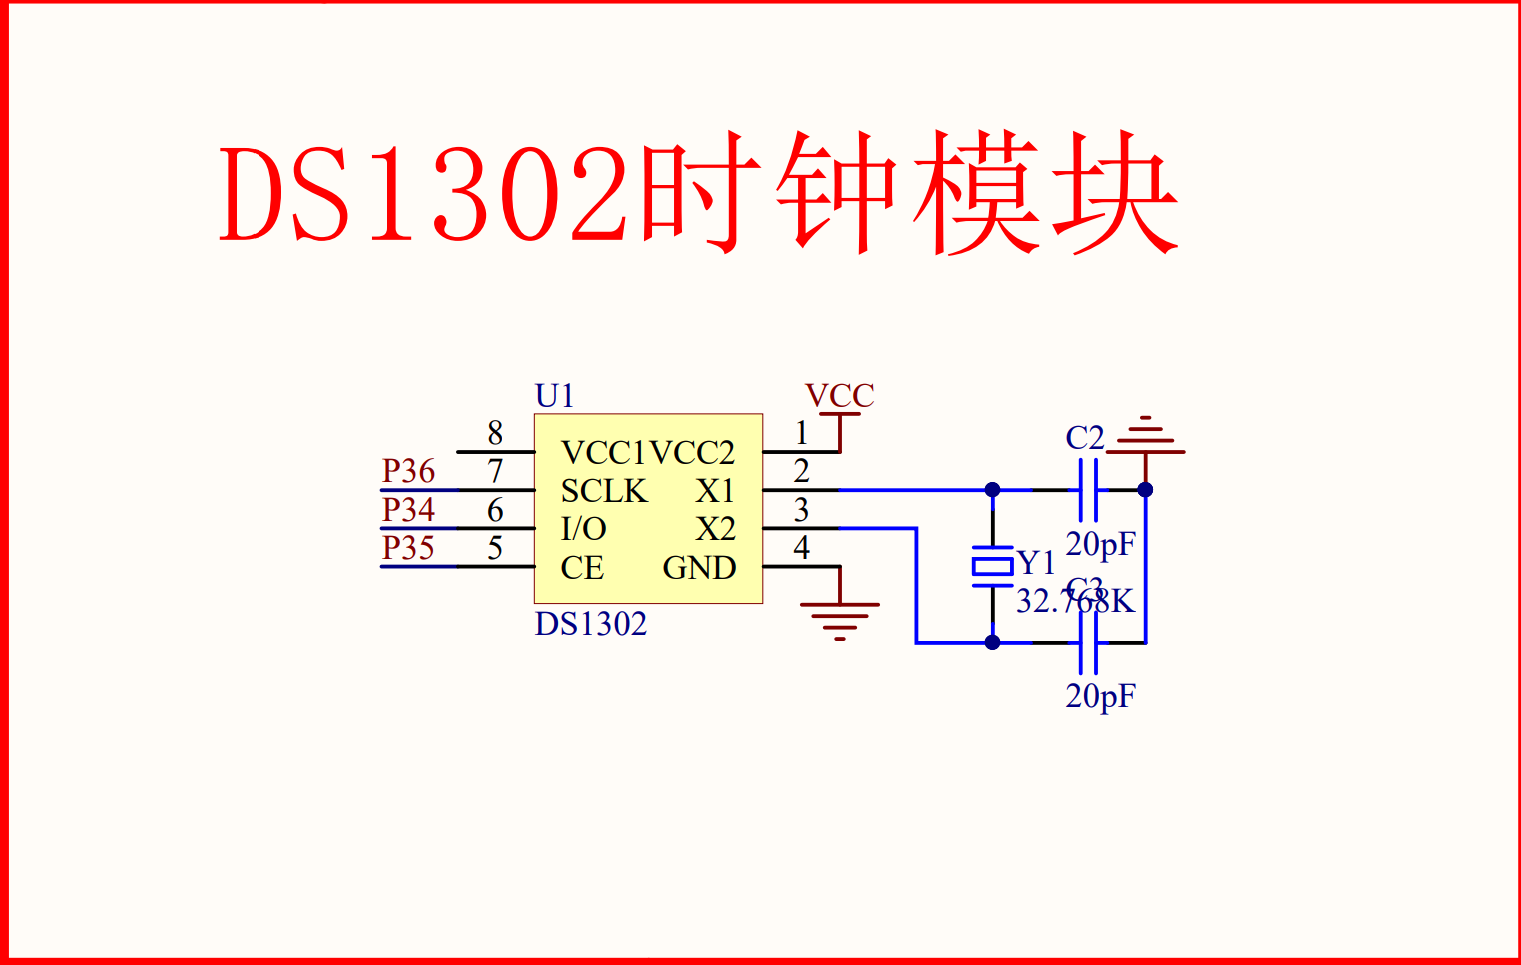 DS1302时钟模块
U1
VCC
8 VCC1 VCC2 1
P36 7 SCLK X1 2
P34 6 I/O X2 3
P35 5 CE GND 4
DS1302
C2
20pF
Y1
32.768K
C3
20pF